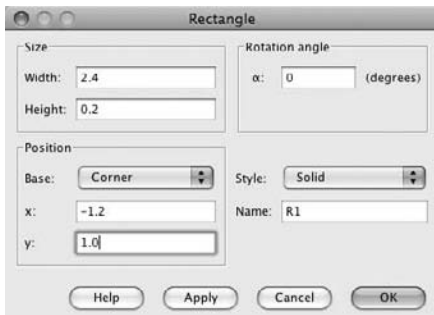 Rectangle
Size
Width: 2.4
Height: 0.2
Rotation angle
α: 0 (degrees)
Position
Base: Corner
x: -1.2
y: 1.0
Style: Solid
Name: R1
Help Apply Cancel OK